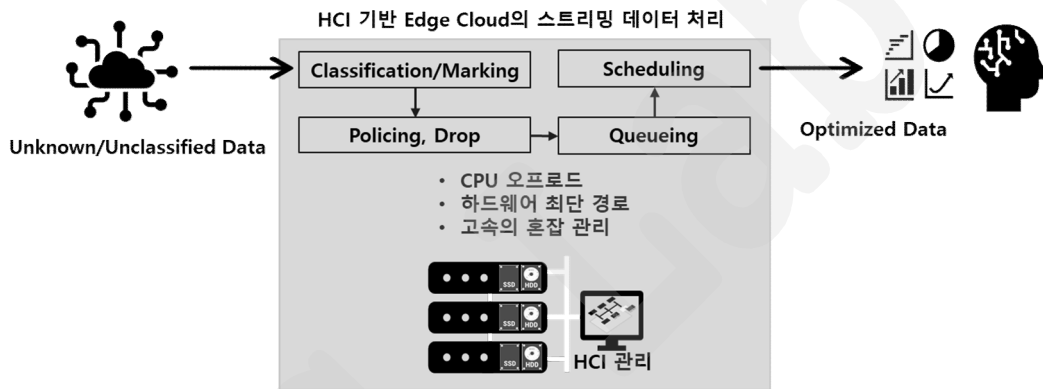 HCI 기반 Edge Cloud의 스트리밍 데이터 처리
Unknown/Unclassified Data
Classification/Marking
Policing, Drop
Queueing
Scheduling
Optimized Data
• CPU 오프로드
• 하드웨어 최단 경로
• 고속의 혼잡 관리
SSD HDD
SSD HDD
SSD HDD
HCI 관리